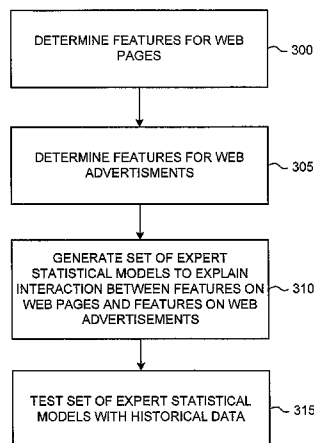 DETERMINE FEATURES FOR WEB
PAGES
300
DETERMINE FEATURES FOR WEB
ADVERTISMENTS
305
GENERATE SET OF EXPERT
STATISTICAL MODELS TO EXPLAIN
INTERACTION BETWEEN FEATURES ON
WEB PAGES AND FEATURES ON WEB
ADVERTISEMENTS
310
TEST SET OF EXPERT STATISTICAL
MODELS WITH HISTORICAL DATA
315